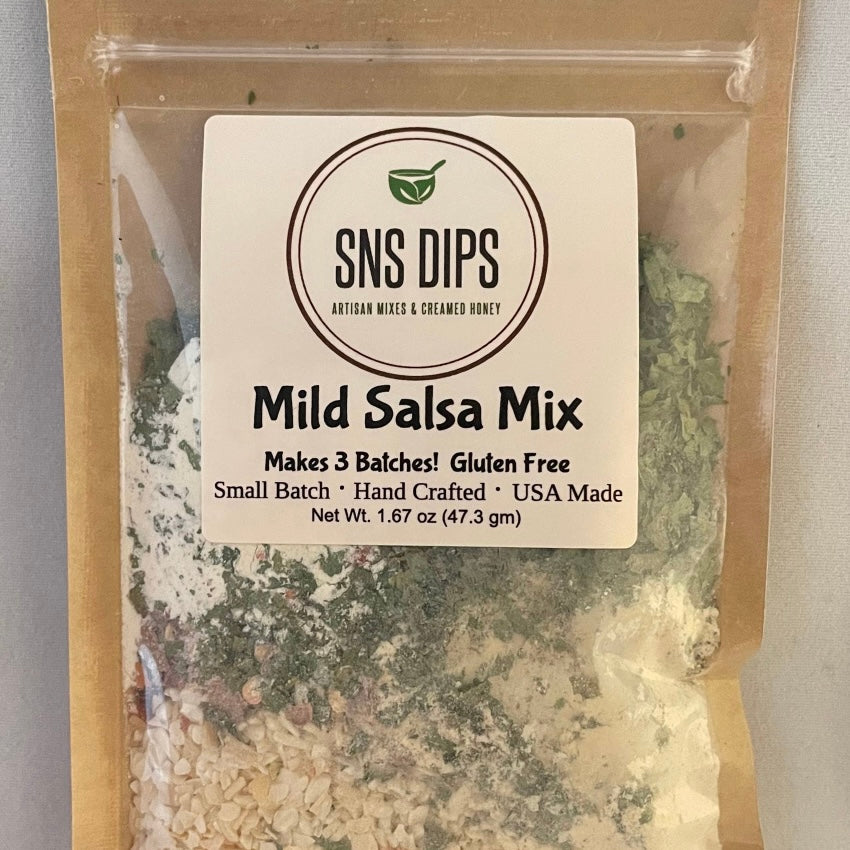 SNS DIPS
ARTISAN MIXES & CREAMED HONEY
Mild Salsa Mix
Makes 3 Batches! Gluten Free
Small Batch · Hand Crafted · USA Made
Net Wt. 1.67 oz (47.3 gm)